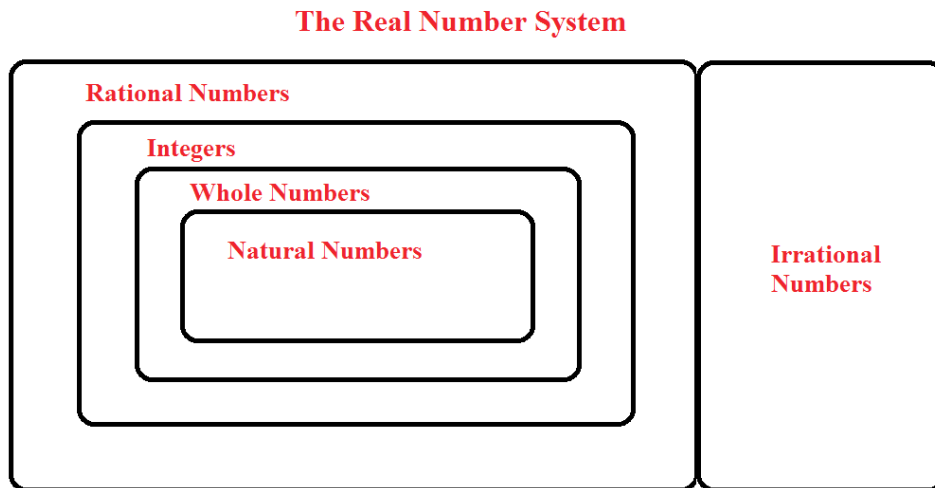 The Real Number System
Rational Numbers
Integers
Whole Numbers
Natural Numbers
Irrational
Numbers